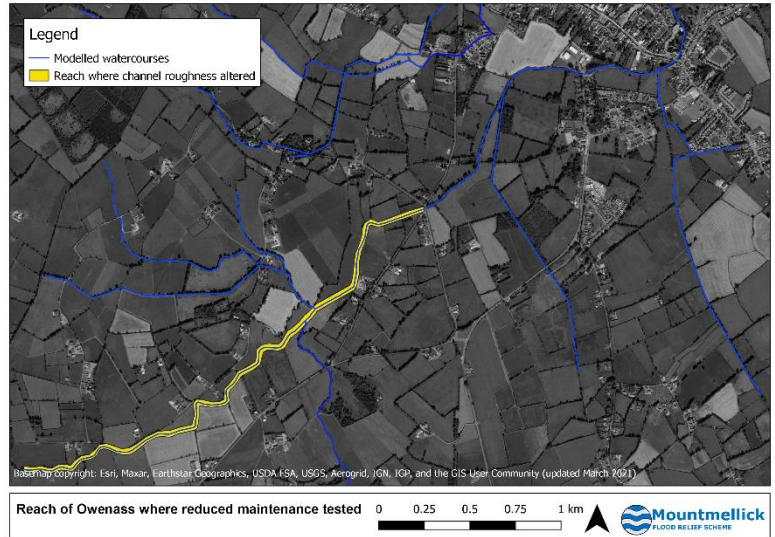 Legend
Modelled watercourses
Reach where channel roughness altered
Basemap copyright: Esri, Maxar, Earthstar Geographics, USDA FSA, USGS, Aerogrid, IGN, IGP, and the GIS User Community (updated March 2021)
Reach of Owenass where reduced maintenance tested
0 0.25 0.5 0.75 1 km
Mountmellick
FLOOD RELIEF SCHEME